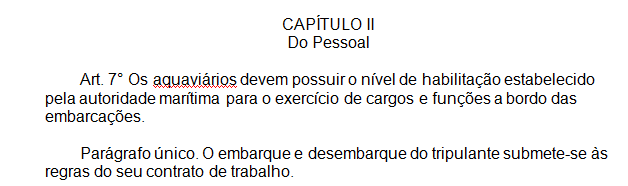 CAPÍTULO II
Do Pessoal
Art. 7° Os aquaviários devem possuir o nível de habilitação estabelecido
pela autoridade marítima para o exercício de cargos e funções a bordo das
embarcações.
Parágrafo único. O embarque e desembarque do tripulante submete-se às
regras do seu contrato de trabalho.